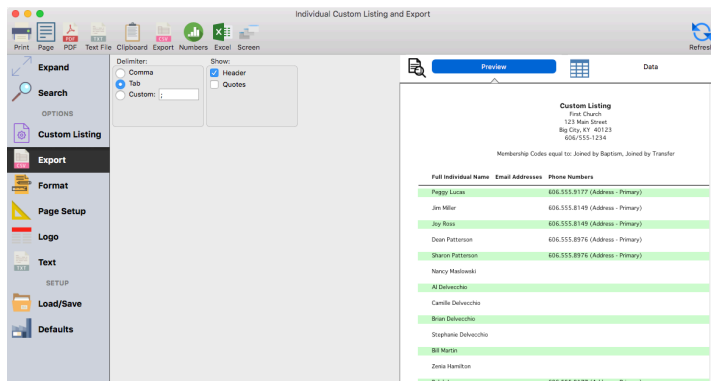 Individual Custom Listing and Export
Print Page PDF Text File Clipboard Export Numbers Excel Screen Refresh
Expand
Search
OPTIONS
Custom Listing
Export
Format
Page Setup
Logo
Text
SETUP
Load/Save
Defaults
Delimiter:
Comma
Tab
Custom: ;
Show:
Header
Quotes
Preview Data
Custom Listing
First Church
123 Main Street
Big City, KY 40123
606/555-1234
Membership Codes equal to: Joined by Baptism, Joined by Transfer
Full Individual Name Email Addresses Phone Numbers
Peggy Lucas 606.555.9177 (Address - Primary)
Jim Miller 606.555.8149 (Address - Primary)
Joy Ross 606.555.8149 (Address - Primary)
Dean Patterson 606.555.8976 (Address - Primary)
Sharon Patterson 606.555.8976 (Address - Primary)
Nancy Maslowski
Al Delvecchio
Camille Delvecchio
Brian Delvecchio
Stephanie Delvecchio
Bill Martin
Zenia Hamilton